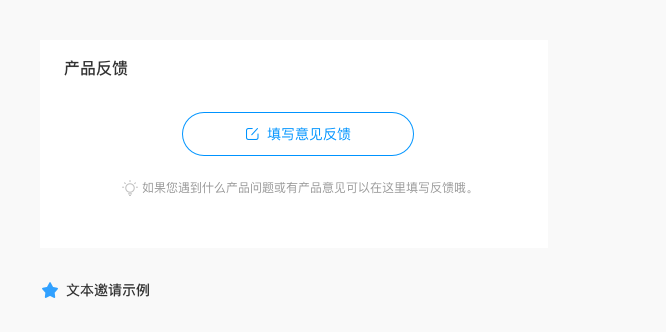 产品反馈
填写意见反馈
如果您遇到什么产品问题或有产品意见可以在这里填写反馈哦。
文本邀请示例